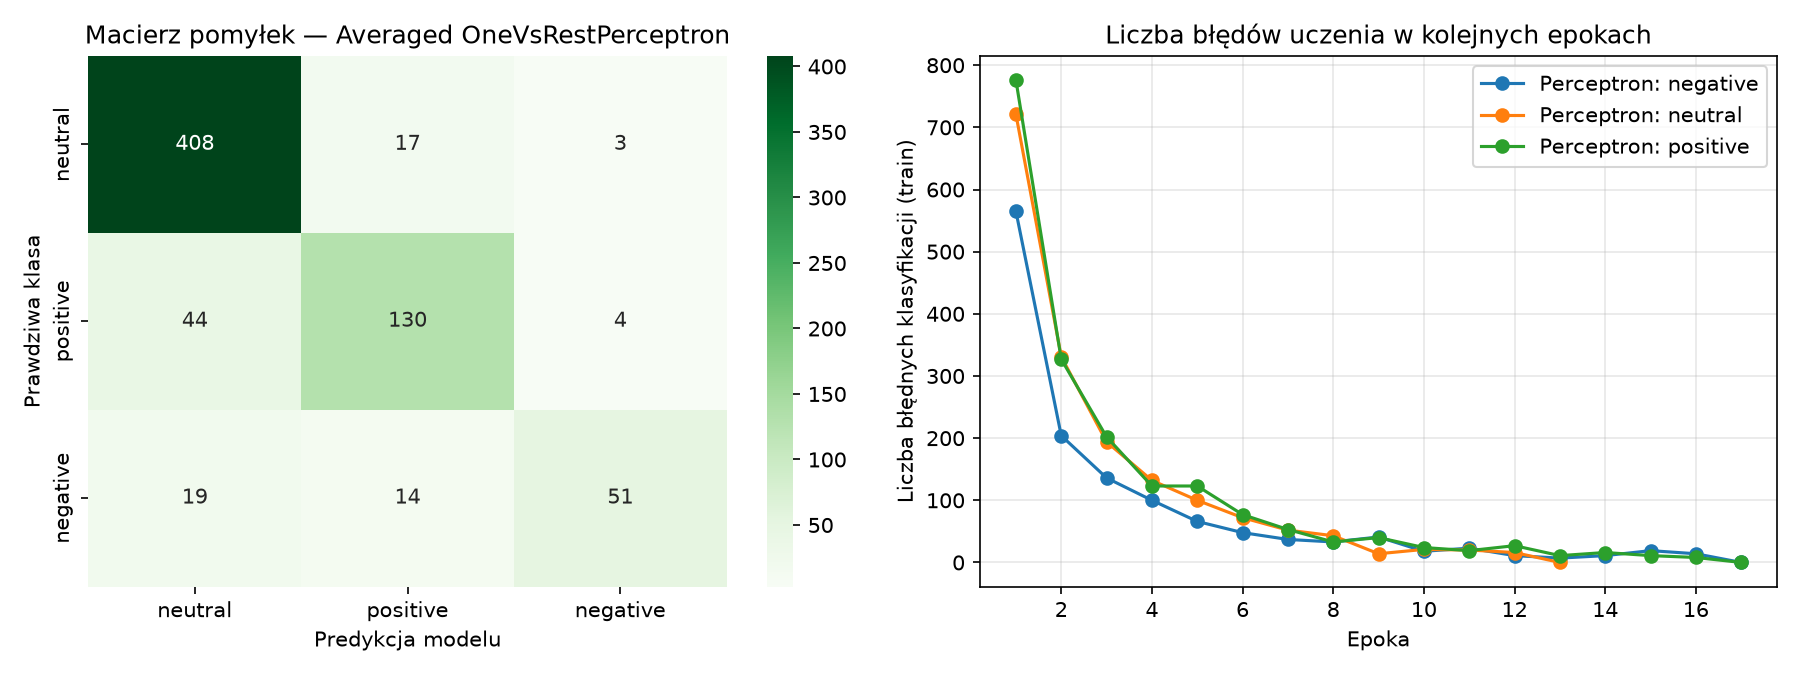 Macierz pomyłek — Averaged OneVsRestPerceptron
Prawdziwa klasa
neutral
positive
negative
408 17 3
44 130 4
19 14 51
neutral positive negative
Predykcja modelu
400
350
300
250
200
150
100
50
Liczba błędów uczenia w kolejnych epokach
Liczba błędnych klasyfikacji (train)
800
700
600
500
400
300
200
100
0
Perceptron: negative
Perceptron: neutral
Perceptron: positive
2 4 6 8 10 12 14 16
Epoka